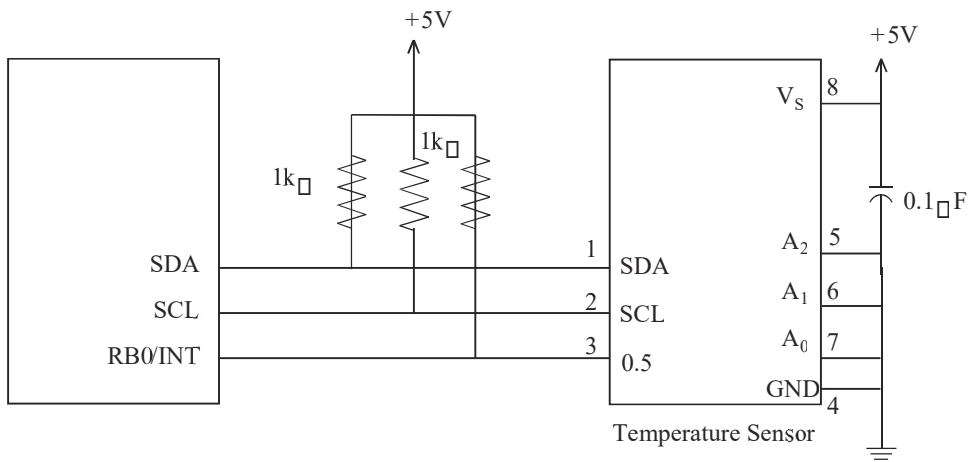 +5V
+5V
8
V_S
1k□
1k□
0.1□F
5
A_2
1
SDA
SDA
6
A_1
2
SCL
SCL
7
A_0
3
RB0/INT
0.5
GND
4
Temperature Sensor